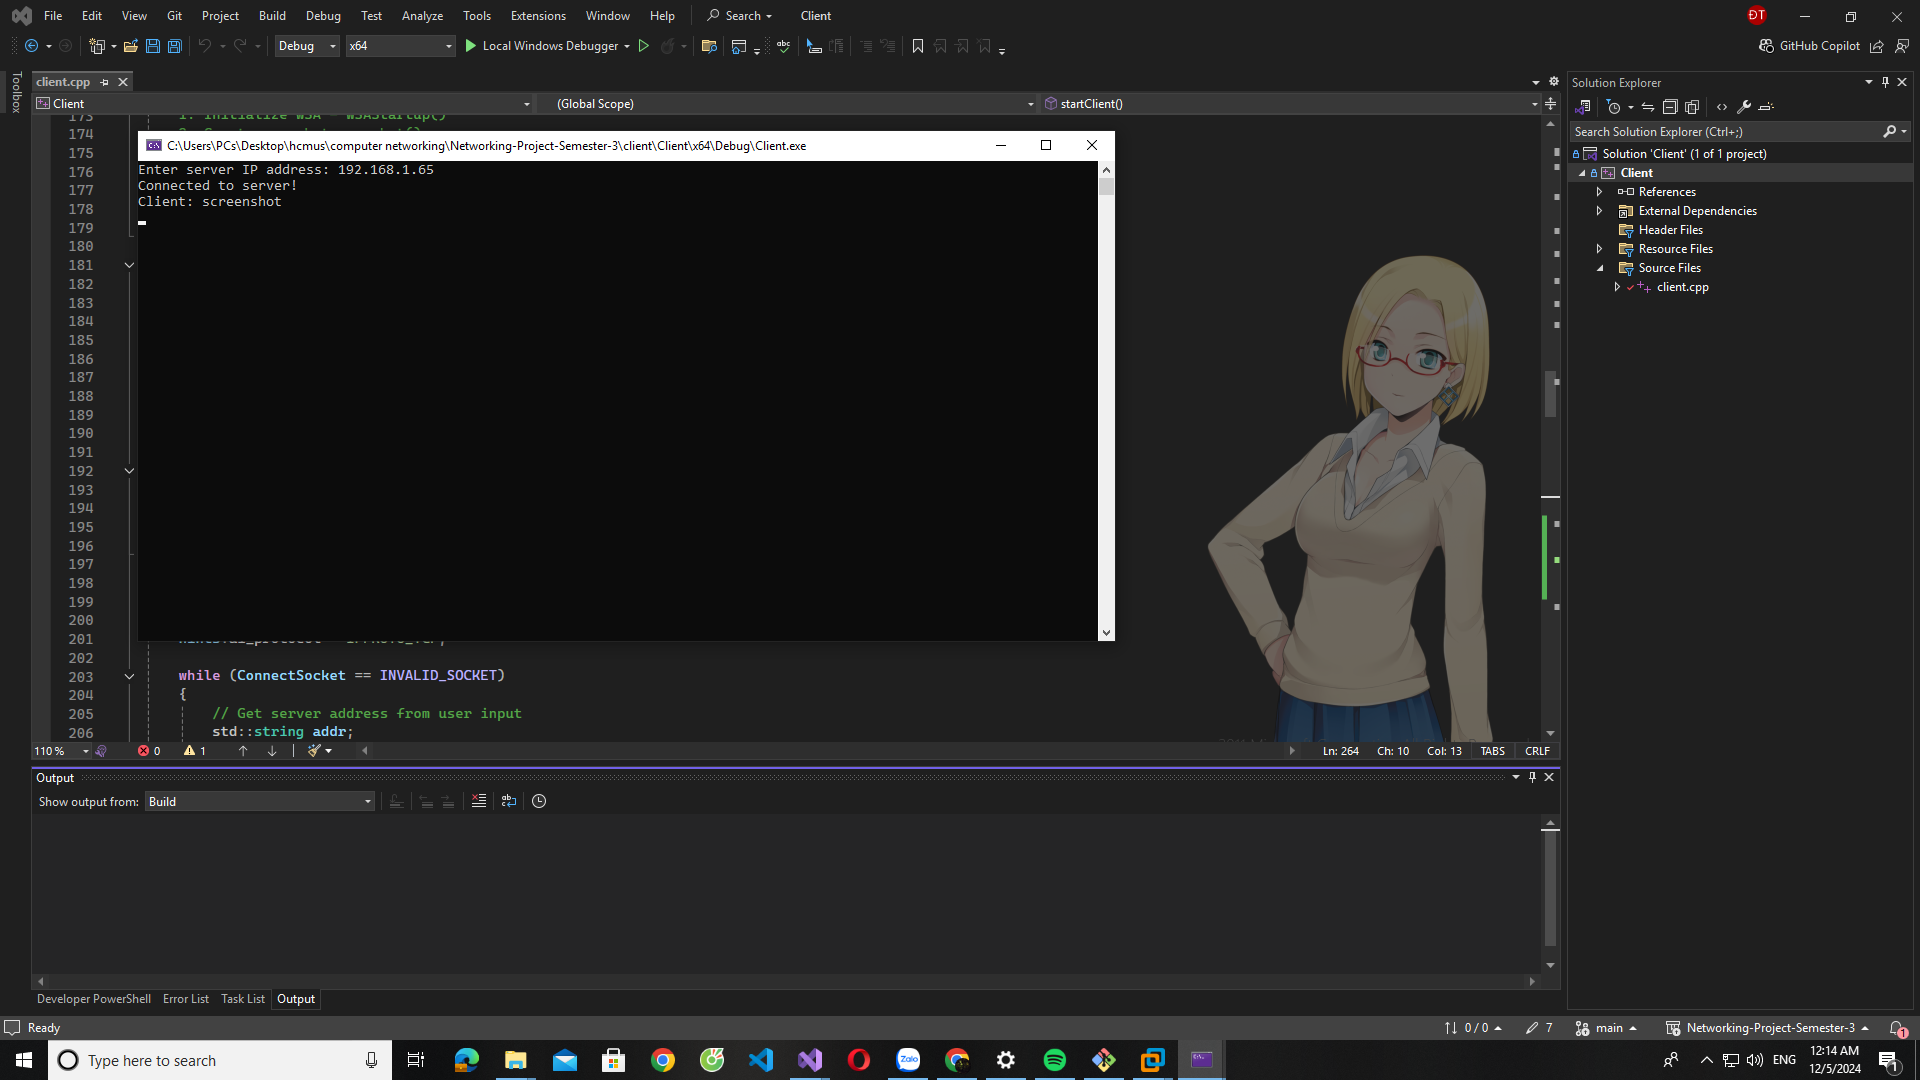 File Edit View Git Project Build Debug Test Analyze Tools Extensions Window Help Search Client ĐT
Debug x64 Local Windows Debugger GitHub Copilot
Toolbox
client.cpp
Client (Global Scope) startClient()
173
174
175
176
177
178
179
180
181
182
183
184
185
186
187
188
189
190
191
192
193
194
195
196
197
198
199
200
201
202
203 while (ConnectSocket == INVALID_SOCKET)
204 {
205 // Get server address from user input
206 std::string addr;
C:\Users\PCs\Desktop\hcmus\computer networking\Networking-Project-Semester-3\client\Client\x64\Debug\Client.exe
Enter server IP address: 192.168.1.65
Connected to server!
Client: screenshot
110 % 0 1 Ln: 264 Ch: 10 Col: 13 TABS CRLF
Output
Show output from: Build
Developer PowerShell Error List Task List Output
Solution Explorer
Search Solution Explorer (Ctrl+;)
Solution 'Client' (1 of 1 project)
Client
References
External Dependencies
Header Files
Resource Files
Source Files
client.cpp
Ready 0 / 0 7 main Networking-Project-Semester-3 1
Type here to search Zalo ENG 12:14 AM
12/5/2024 1